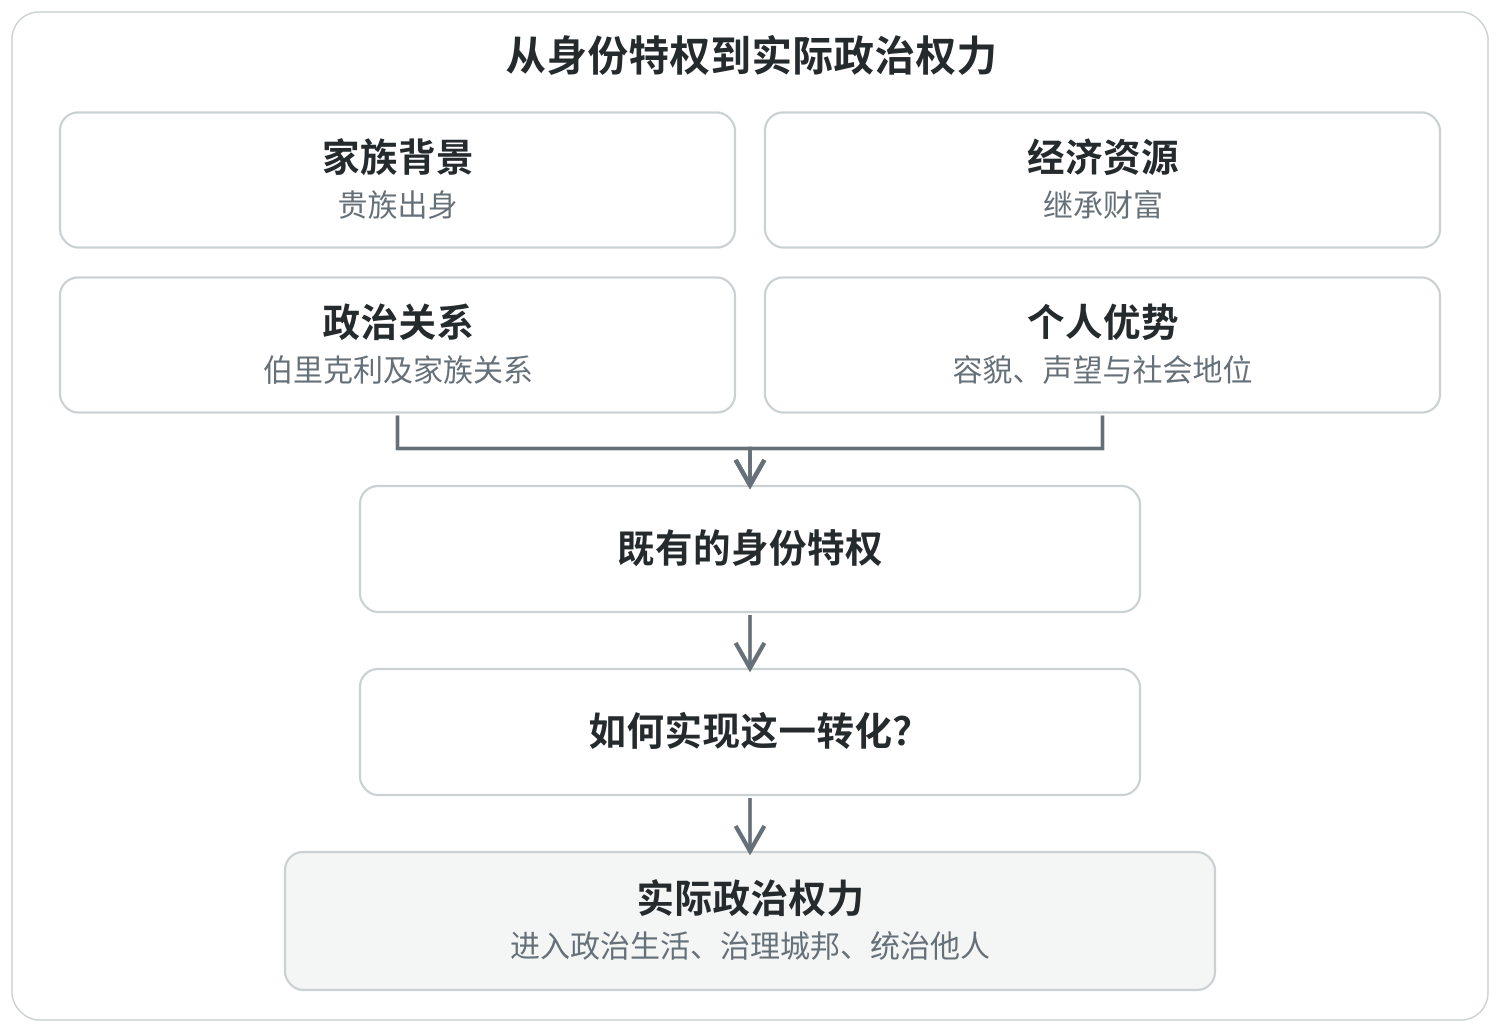 从身份特权到实际政治权力
家族背景
贵族出身
经济资源
继承财富
政治关系
伯里克利及家族关系
个人优势
容貌、声望与社会地位
既有的身份特权
如何实现这一转化？
实际政治权力
进入政治生活、治理城邦、统治他人